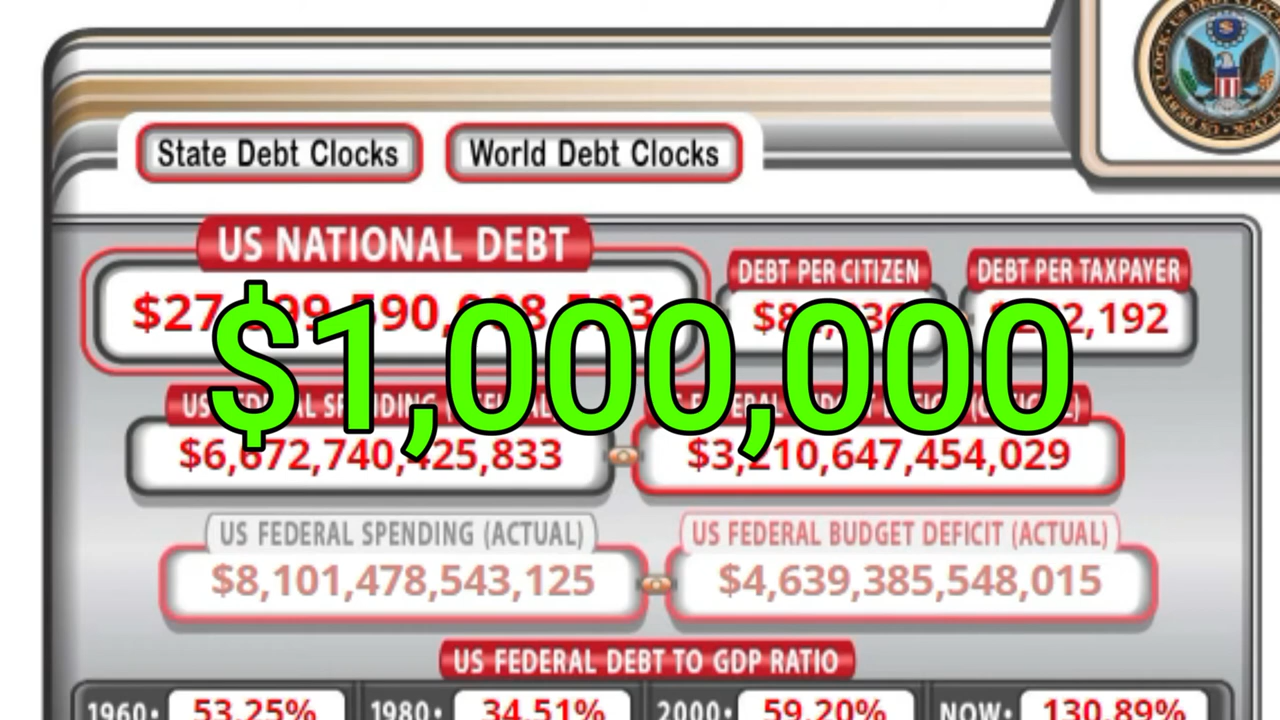 US DEBT CLOCK
State Debt Clocks World Debt Clocks
US NATIONAL DEBT
DEBT PER CITIZEN DEBT PER TAXPAYER
$1,000,000
$6,672,740,425,833 $3,210,647,454,029
US FEDERAL SPENDING (ACTUAL) US FEDERAL BUDGET DEFICIT (ACTUAL)
$8,101,478,543,125 $4,639,385,548,015
US FEDERAL DEBT TO GDP RATIO
1960: 53.25% 1980: 34.51% 2000: 59.20% NOW: 130.89%